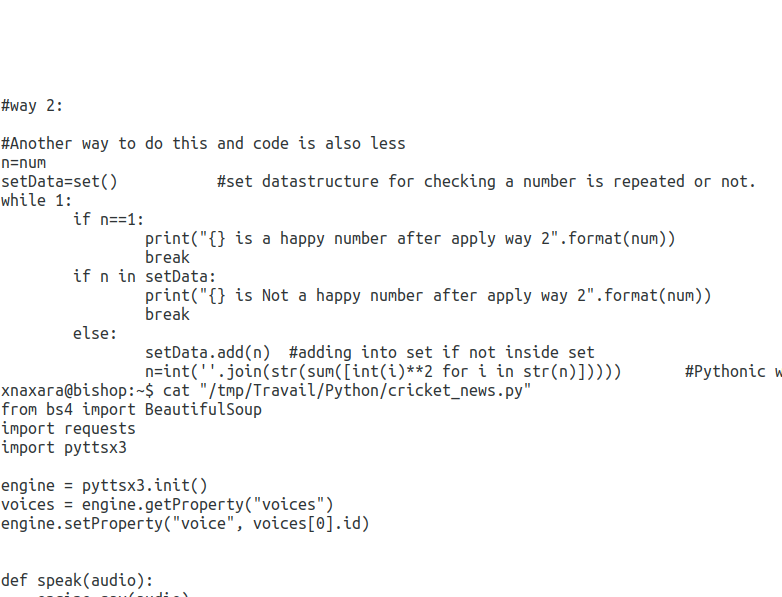 #way 2:

#Another way to do this and code is also less
n=num
setData=set()           #set datastructure for checking a number is repeated or not.
while 1:
        if n==1:
                print("{} is a happy number after apply way 2".format(num))
                break
        if n in setData:
                print("{} is Not a happy number after apply way 2".format(num))
                break
        else:
                setData.add(n)  #adding into set if not inside set
                n=int(''.join(str(sum([int(i)**2 for i in str(n)]))))       #Pythonic
xnaxara@bishop:~$ cat "/tmp/Travail/Python/cricket_news.py"
from bs4 import BeautifulSoup
import requests
import pyttsx3

engine = pyttsx3.init()
voices = engine.getProperty("voices")
engine.setProperty("voice", voices[0].id)


def speak(audio):